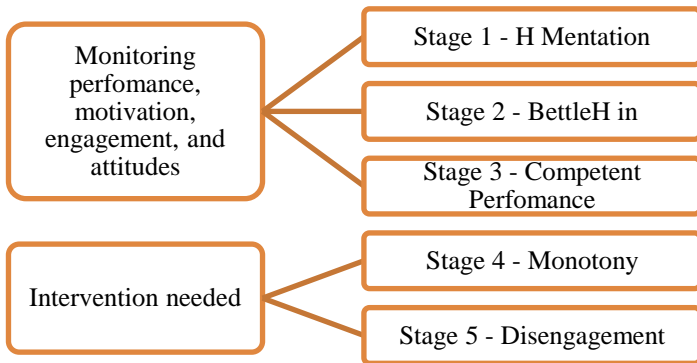 Monitoring
perfomance,
motivation,
engagement, and
attitudes
Stage 1 - H Mentation
Stage 2 - BettleH in
Stage 3 - Competent
Perfomance
Intervention needed
Stage 4 - Monotony
Stage 5 - Disengagement